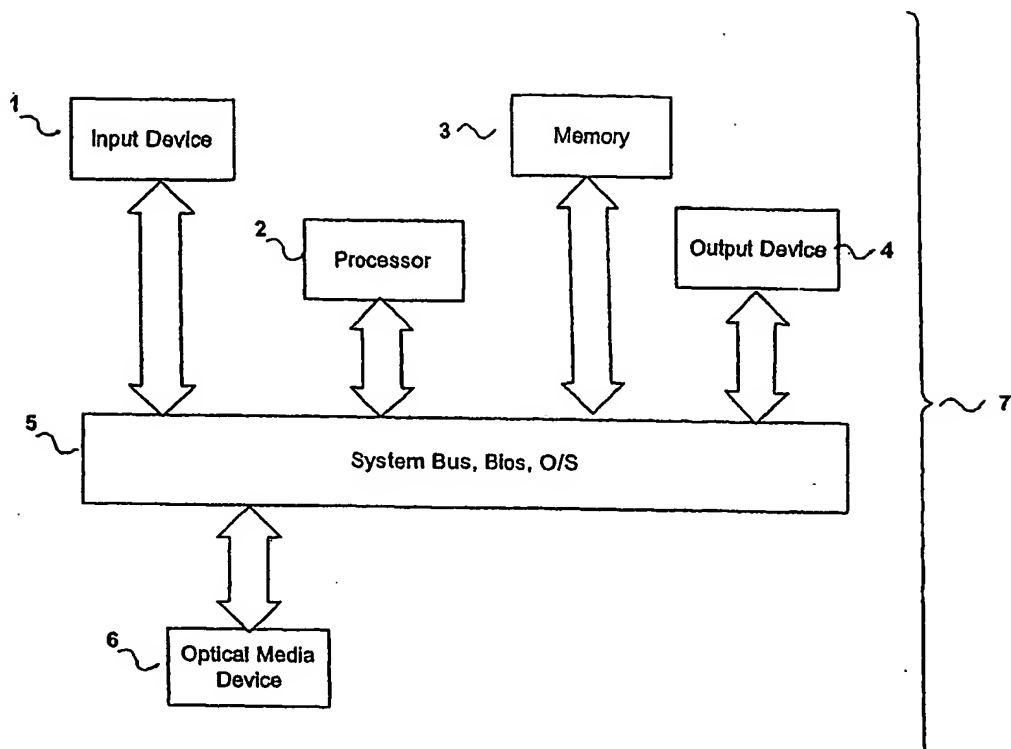 1
Input Device
3
Memory
2
Processor
Output Device
4
7
5
System Bus, Bios, O/S
6
Optical Media
Device